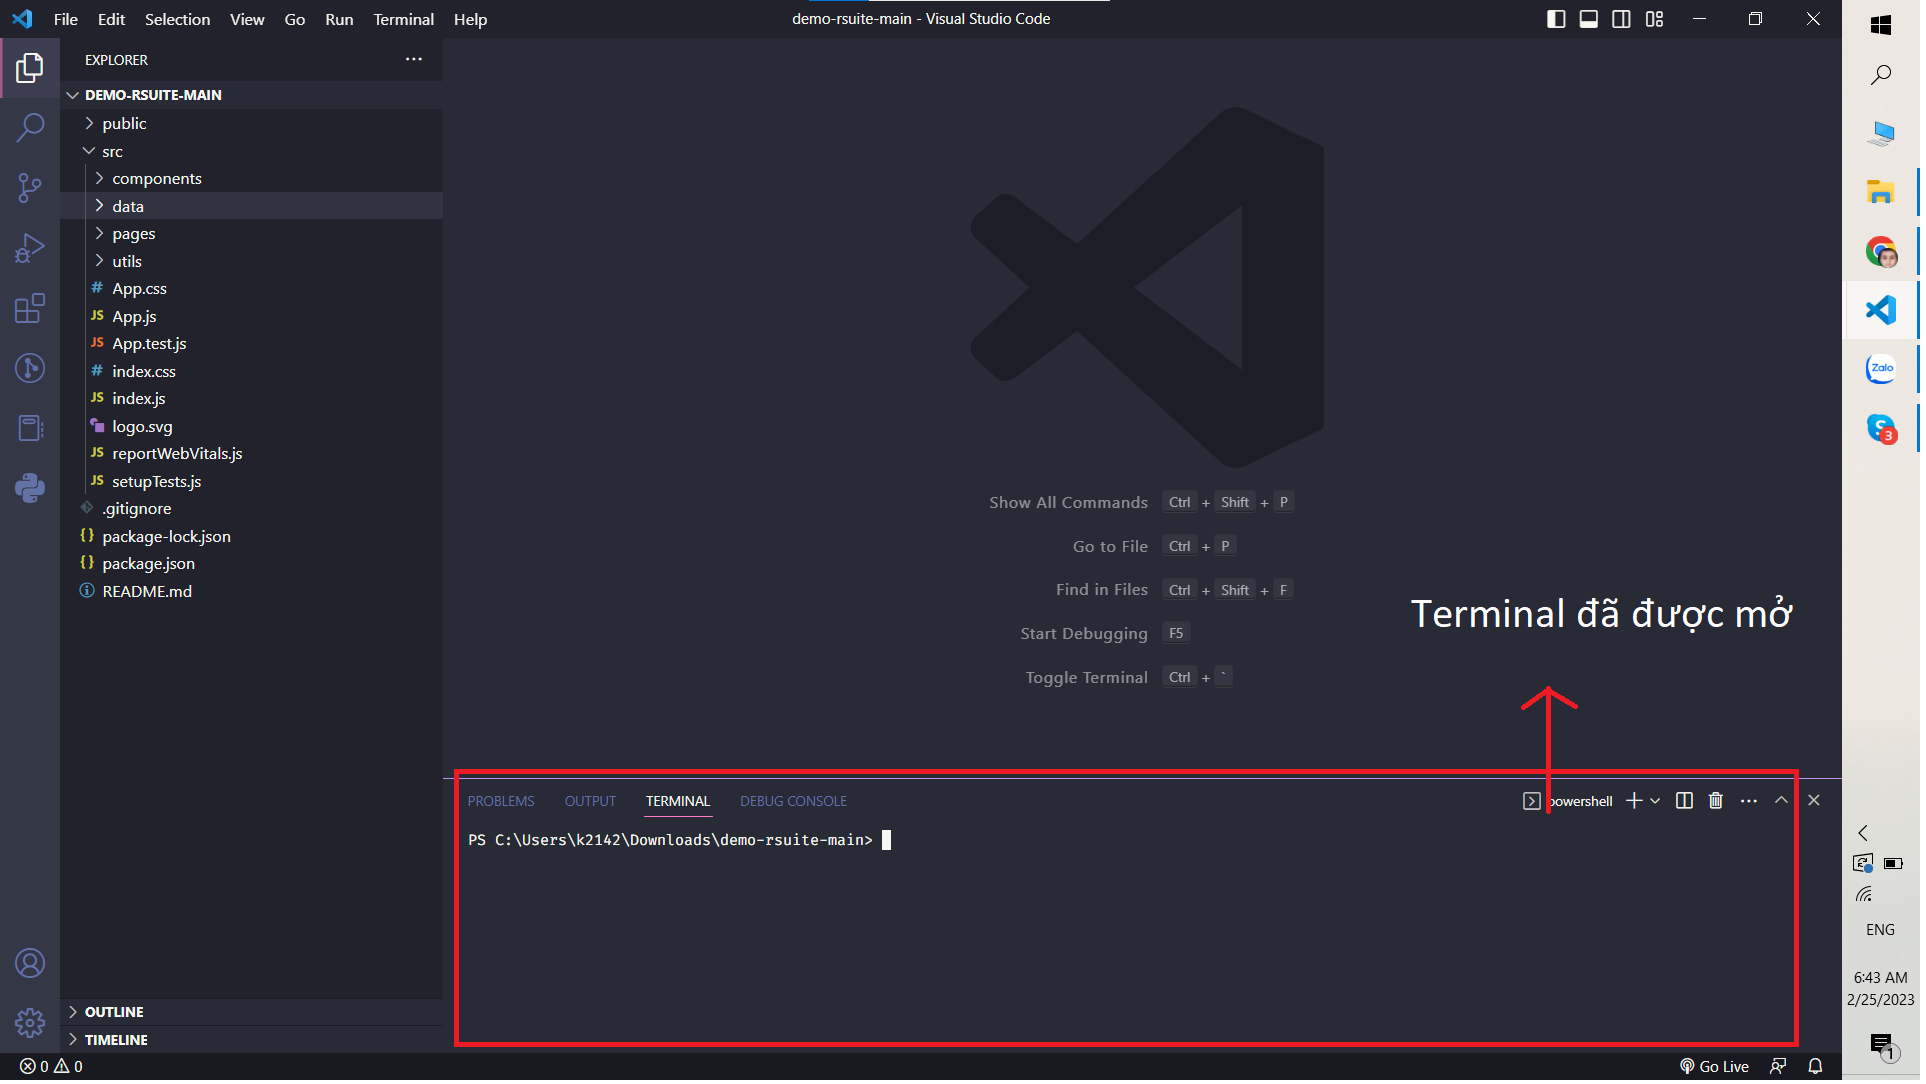 File Edit Selection View Go Run Terminal Help
demo-rsuite-main - Visual Studio Code
EXPLORER
DEMO-RSUITE-MAIN
public
src
components
data
pages
utils
# App.css
JS App.js
JS App.test.js
# index.css
JS index.js
logo.svg
JS reportWebVitals.js
JS setupTests.js
.gitignore
{} package-lock.json
{} package.json
README.md
OUTLINE
TIMELINE
Show All Commands Ctrl + Shift + P
Go to File Ctrl + P
Find in Files Ctrl + Shift + F
Start Debugging F5
Toggle Terminal Ctrl + `
Terminal đã được mở
PROBLEMS OUTPUT TERMINAL DEBUG CONSOLE
powershell
PS C:\Users\k2142\Downloads\demo-rsuite-main>
0 0
Go Live
Zalo
S 3
ENG
6:43 AM
2/25/2023
1